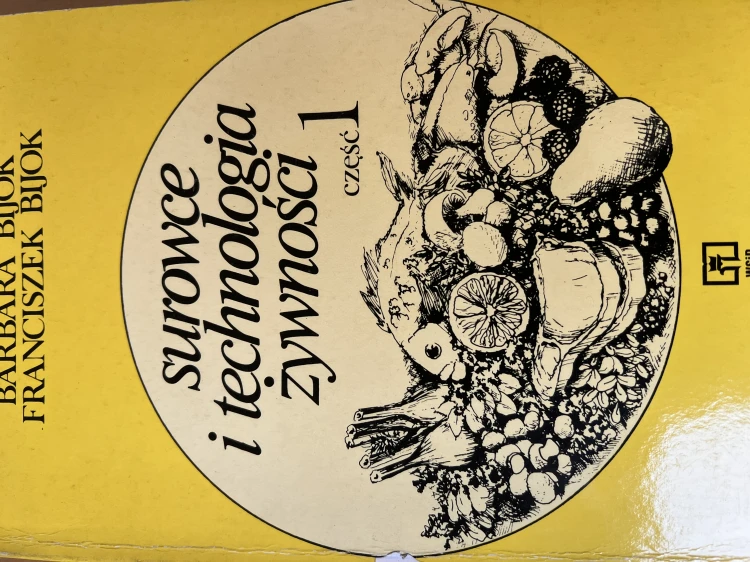 BARBARA BIJOK
FRANCISZEK BIJOK
surowce
i technologia
żywności
część 1
WSiP